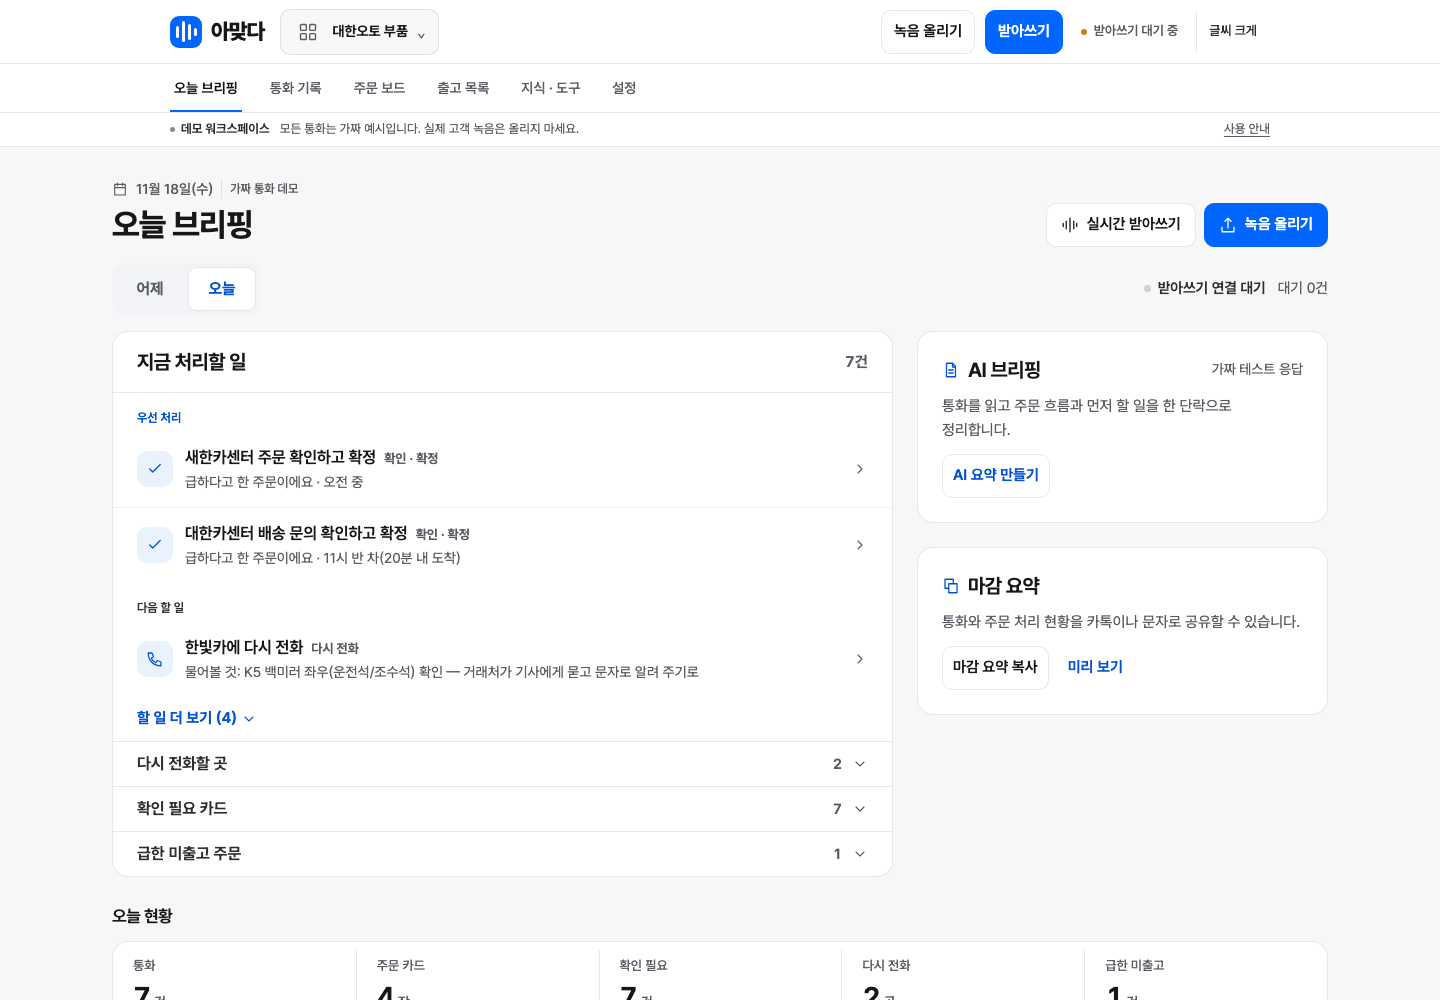 아맞다
대한오토 부품
녹음 올리기
받아쓰기
받아쓰기 대기 중
글씨 크게
오늘 브리핑
통화 기록
주문 보드
출고 목록
지식 · 도구
설정
데모 워크스페이스 모든 통화는 가짜 예시입니다. 실제 고객 녹음은 올리지 마세요.
사용 안내
11월 18일(수) 가짜 통화 데모
오늘 브리핑
실시간 받아쓰기
녹음 올리기
어제
오늘
받아쓰기 연결 대기 대기 0건
지금 처리할 일
7건
우선 처리
새한카센터 주문 확인하고 확정 확인 · 확정
급하다고 한 주문이에요 · 오전 중
대한카센터 배송 문의 확인하고 확정 확인 · 확정
급하다고 한 주문이에요 · 11시 반 차(20분 내 도착)
다음 할 일
한빛카에 다시 전화 다시 전화
물어볼 것: K5 백미러 좌우(운전석/조수석) 확인 — 거래처가 기사에게 묻고 문자로 알려 주기로
할 일 더 보기 (4)
다시 전화할 곳
2
확인 필요 카드
7
급한 미출고 주문
1
AI 브리핑
가짜 테스트 응답
통화를 읽고 주문 흐름과 먼저 할 일을 한 단락으로
정리합니다.
AI 요약 만들기
마감 요약
통화와 주문 처리 현황을 카톡이나 문자로 공유할 수 있습니다.
마감 요약 복사
미리 보기
오늘 현황
통화
주문 카드
확인 필요
다시 전화
급한 미출고
7
4
7
2
1